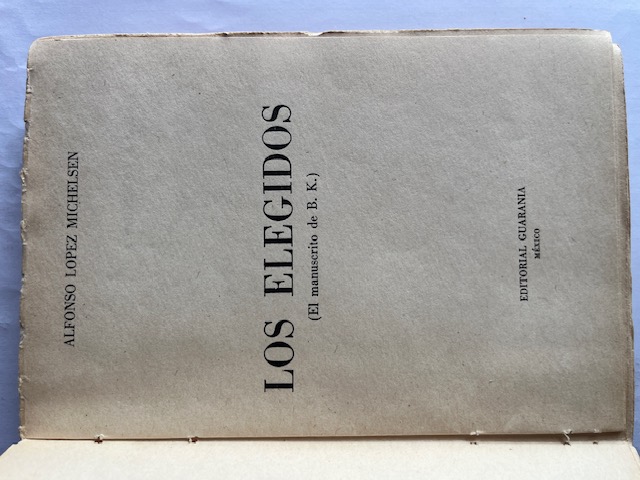 ALFONSO LOPEZ MICHELSEN
LOS ELEGIDOS
(El manuscrito de B. K.)
EDITORIAL GUARANIA
MÉXICO